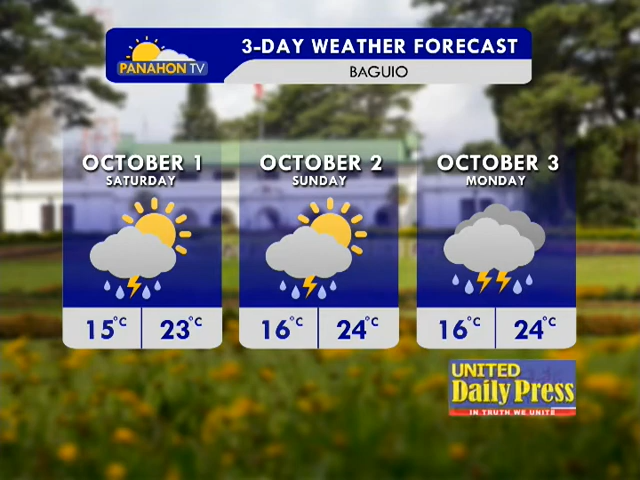 PANAHON TV
3-DAY WEATHER FORECAST
BAGUIO
OCTOBER 1
SATURDAY
15°C
23°C
OCTOBER 2
SUNDAY
16°C
24°C
OCTOBER 3
MONDAY
16°C
24°C
UNITED
Daily Press
IN TRUTH WE UNITE